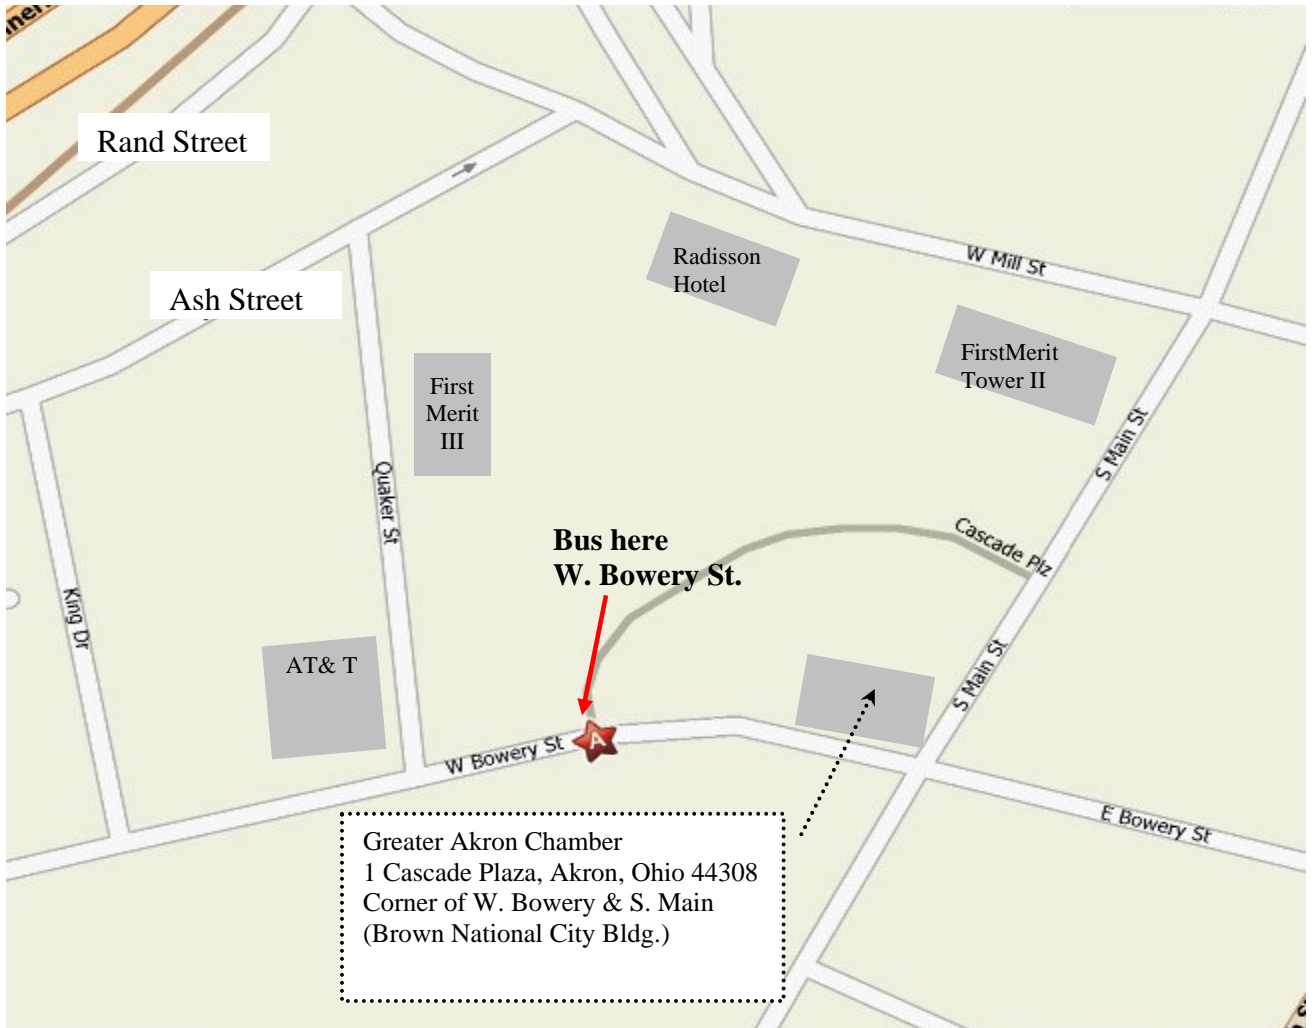 Rand Street
Ash Street
W Mill St
Radisson
Hotel
FirstMerit
Tower II
First
Merit
III
S Main St
Quaker St
Cascade Plz
Bus here
W. Bowery St.
King Dr
AT& T
S Main St
A
W Bowery St
E Bowery St
Greater Akron Chamber
1 Cascade Plaza, Akron, Ohio 44308
Corner of W. Bowery & S. Main
(Brown National City Bldg.)